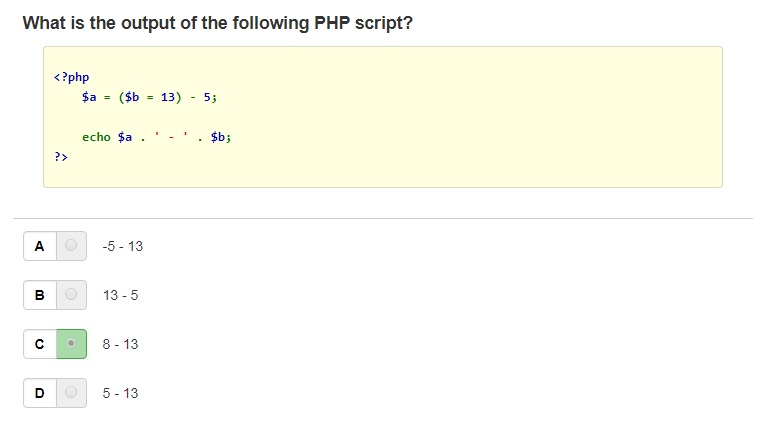 What is the output of the following PHP script?
<?php
$a = ($b = 13) - 5;
echo $a . ' - ' . $b;
?>
A -5 - 13
B 13 - 5
C 8 - 13
D 5 - 13